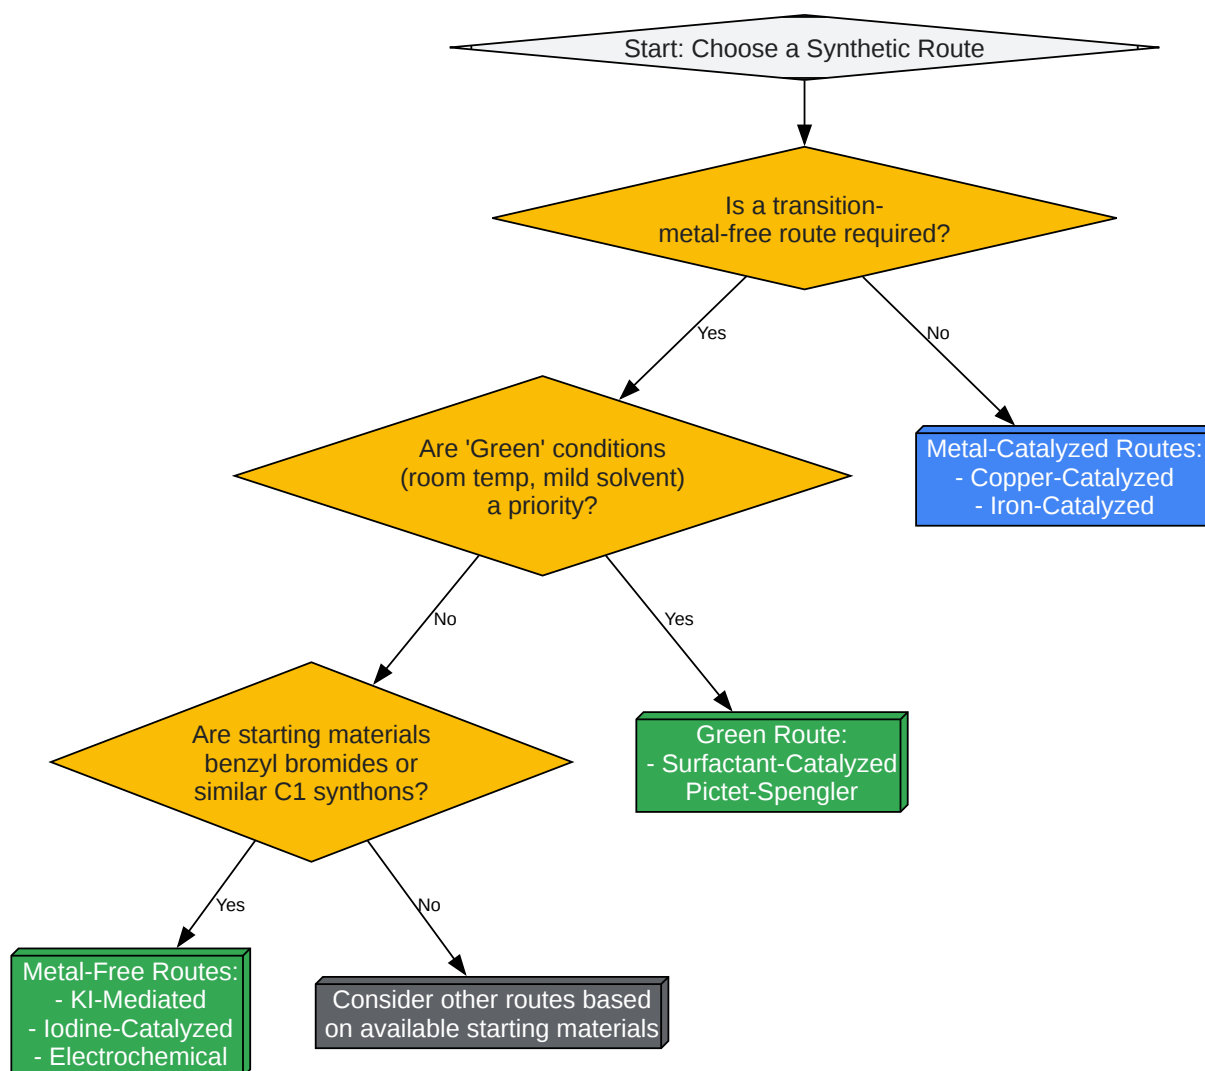 Start: Choose a Synthetic Route
Is a transition-
metal-free route required?
Yes
No
Are 'Green' conditions
(room temp, mild solvent)
a priority?
Metal-Catalyzed Routes:
- Copper-Catalyzed
- Iron-Catalyzed
No
Yes
Are starting materials
benzyl bromides or
similar C1 synthons?
Green Route:
- Surfactant-Catalyzed
Pictet-Spengler
Yes
No
Metal-Free Routes:
- KI-Mediated
- Iodine-Catalyzed
- Electrochemical
Consider other routes based
on available starting materials